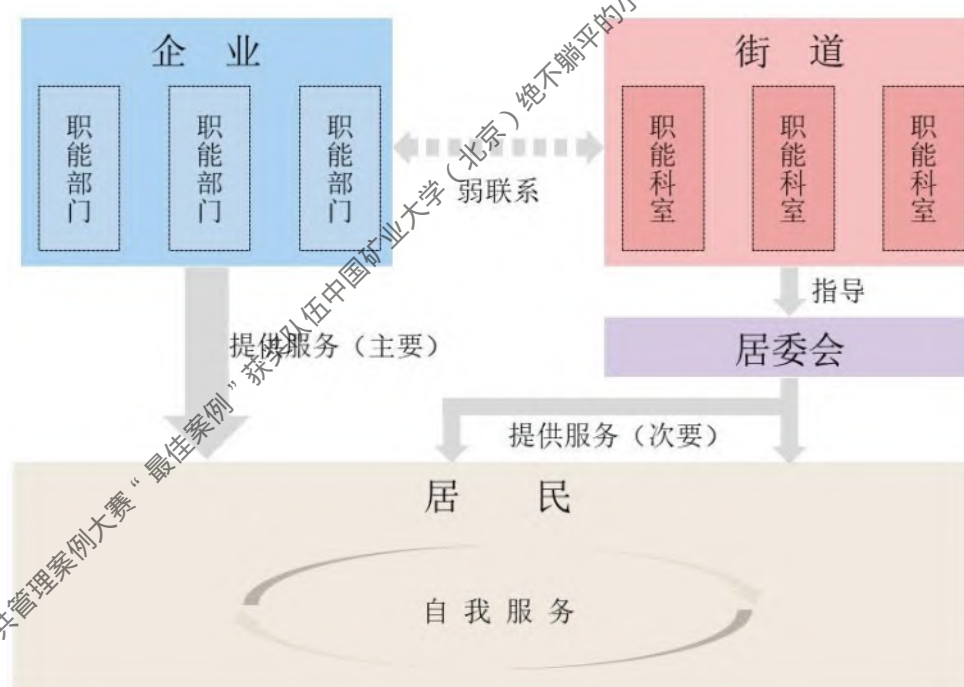 企 业
街 道
职能部门
职能部门
职能部门
职能科室
职能科室
职能科室
弱联系
指导
提供服务（主要）
居委会
提供服务（次要）
居 民
自 我 服 务
共管理案例大赛“最佳案例”获奖队伍中国矿业大学（北京）绝不躺平的小